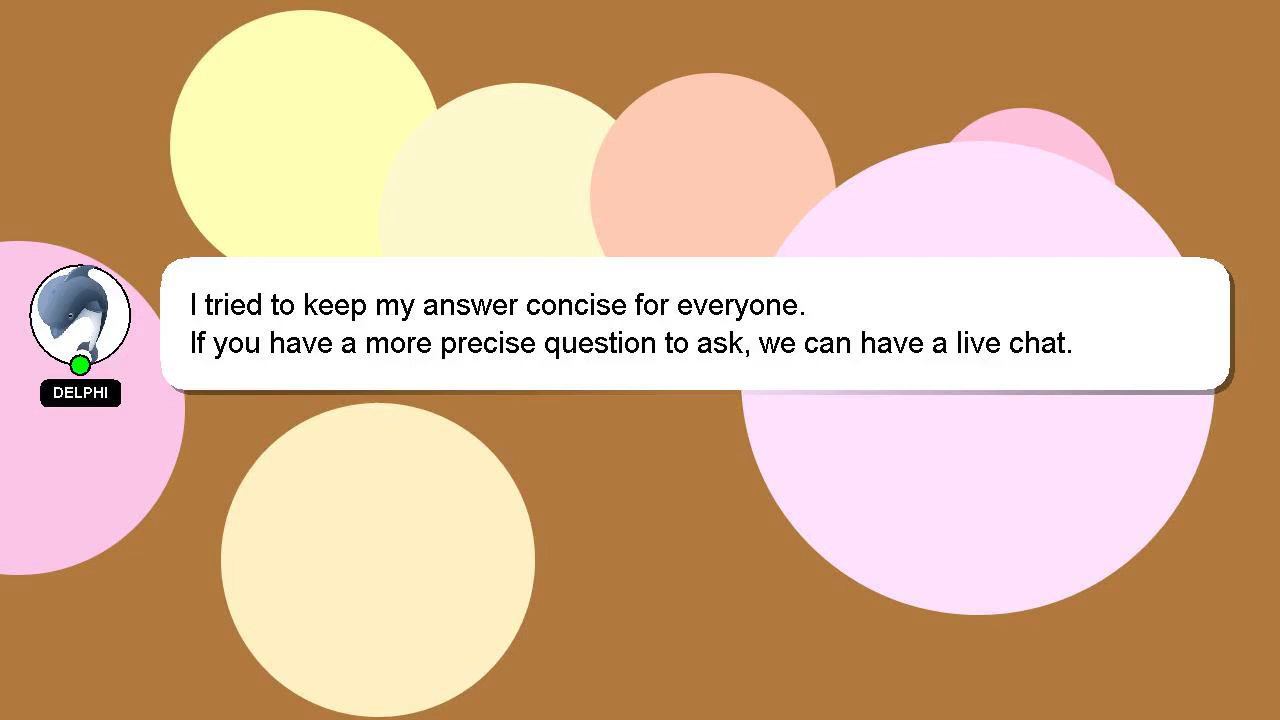 I tried to keep my answer concise for everyone.
If you have a more precise question to ask, we can have a live chat.
DELPHI